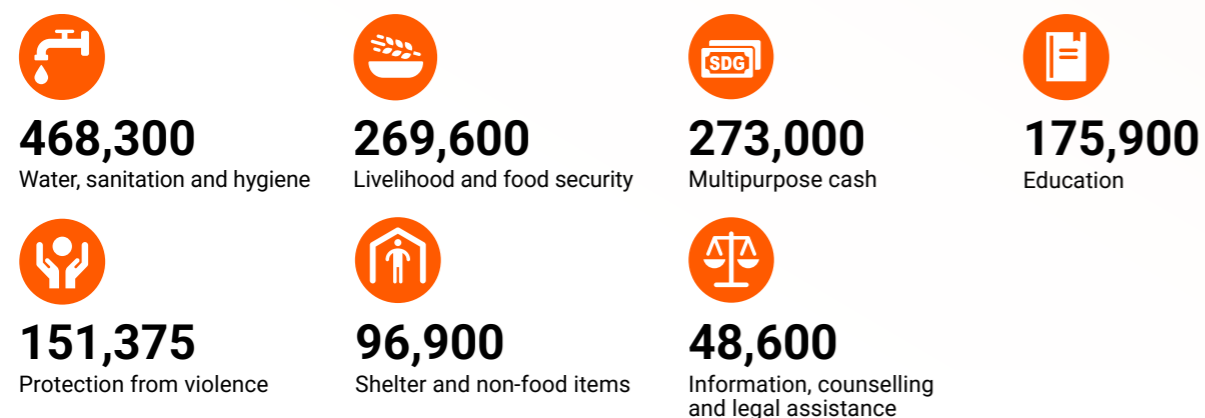 468,300
Water, sanitation and hygiene
269,600
Livelihood and food security
SDG
273,000
Multipurpose cash
175,900
Education
151,375
Protection from violence
96,900
Shelter and non-food items
48,600
Information, counselling
and legal assistance